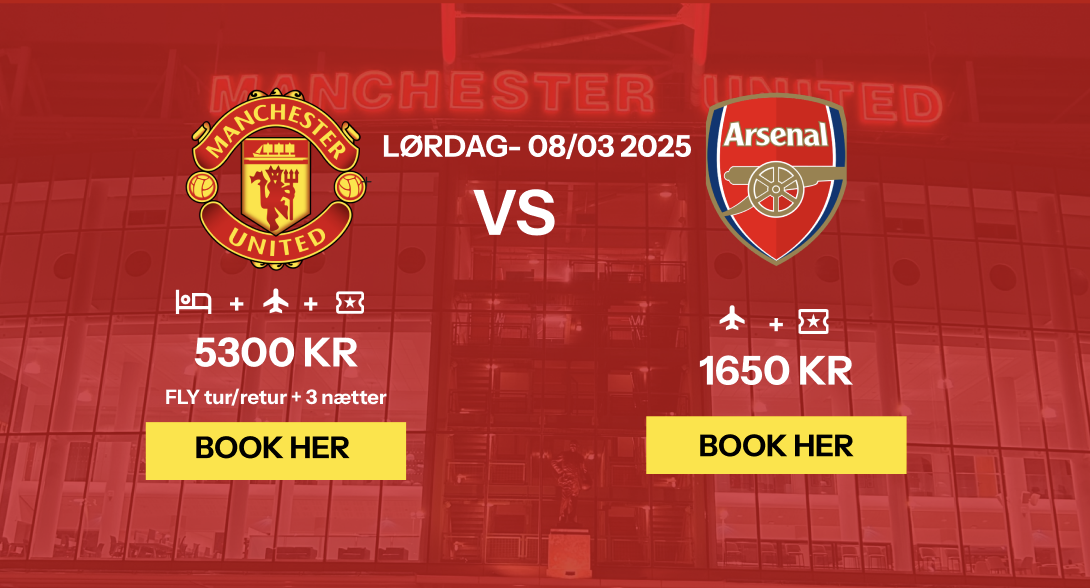 MANCHESTER UNITED
MANCHESTER
UNITED
LØRDAG- 08/03 2025
VS
Arsenal
+ +
5300 KR
FLY tur/retur + 3 nætter
BOOK HER
+
1650 KR
BOOK HER